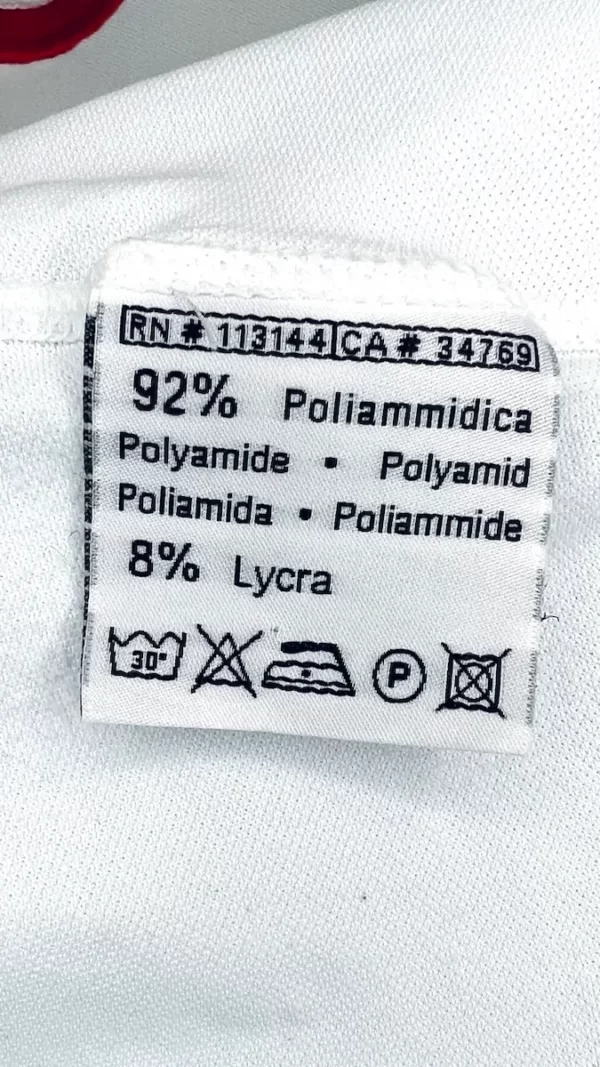 RN # 113144 CA # 34769
92% Poliammidica
Polyamide • Polyamid
Poliamida • Poliammide
8% Lycra
30° P